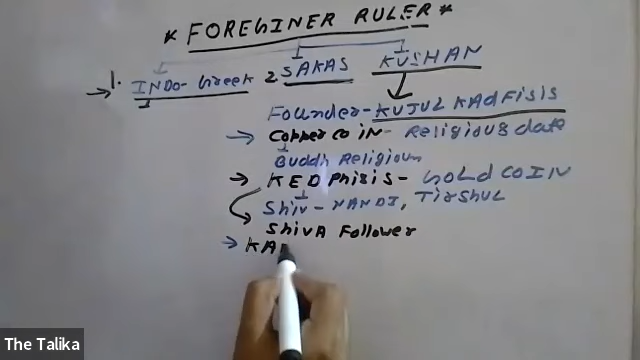 * FOREGINER RULER *
1. INDO-Greek 2 SAKAS KUSHAN
Founder-KUJUL KAdFISIS
Copper coiN- Religious date
Buddh Religious
KEDPhisis- GOLd COIN
Shiv-NANDI, TirShUL
ShivA Follower
KA
The Talika